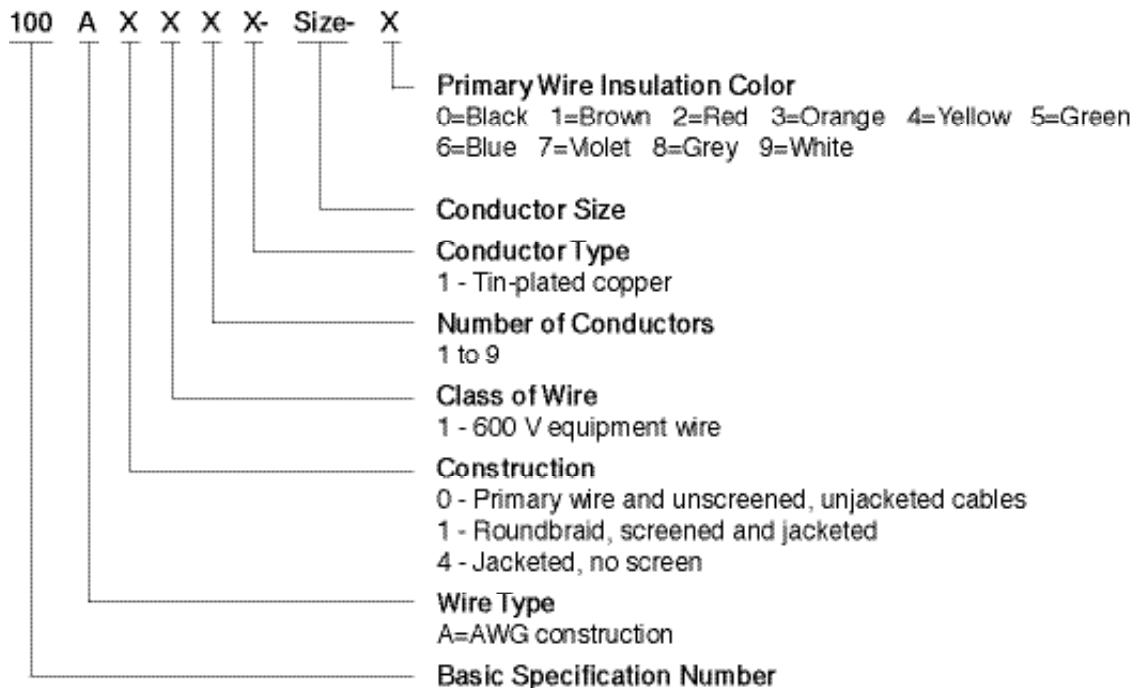 100 A X X X X- Size- X
Primary Wire Insulation Color
0=Black 1=Brown 2=Red 3=Orange 4=Yellow 5=Green
6=Blue 7=Violet 8=Grey 9=White
Conductor Size
Conductor Type
1 - Tin-plated copper
Number of Conductors
1 to 9
Class of Wire
1 - 600 V equipment wire
Construction
0 - Primary wire and unscreened, unjacketed cables
1 - Roundbraid, screened and jacketed
4 - Jacketed, no screen
Wire Type
A=AWG construction
Basic Specification Number